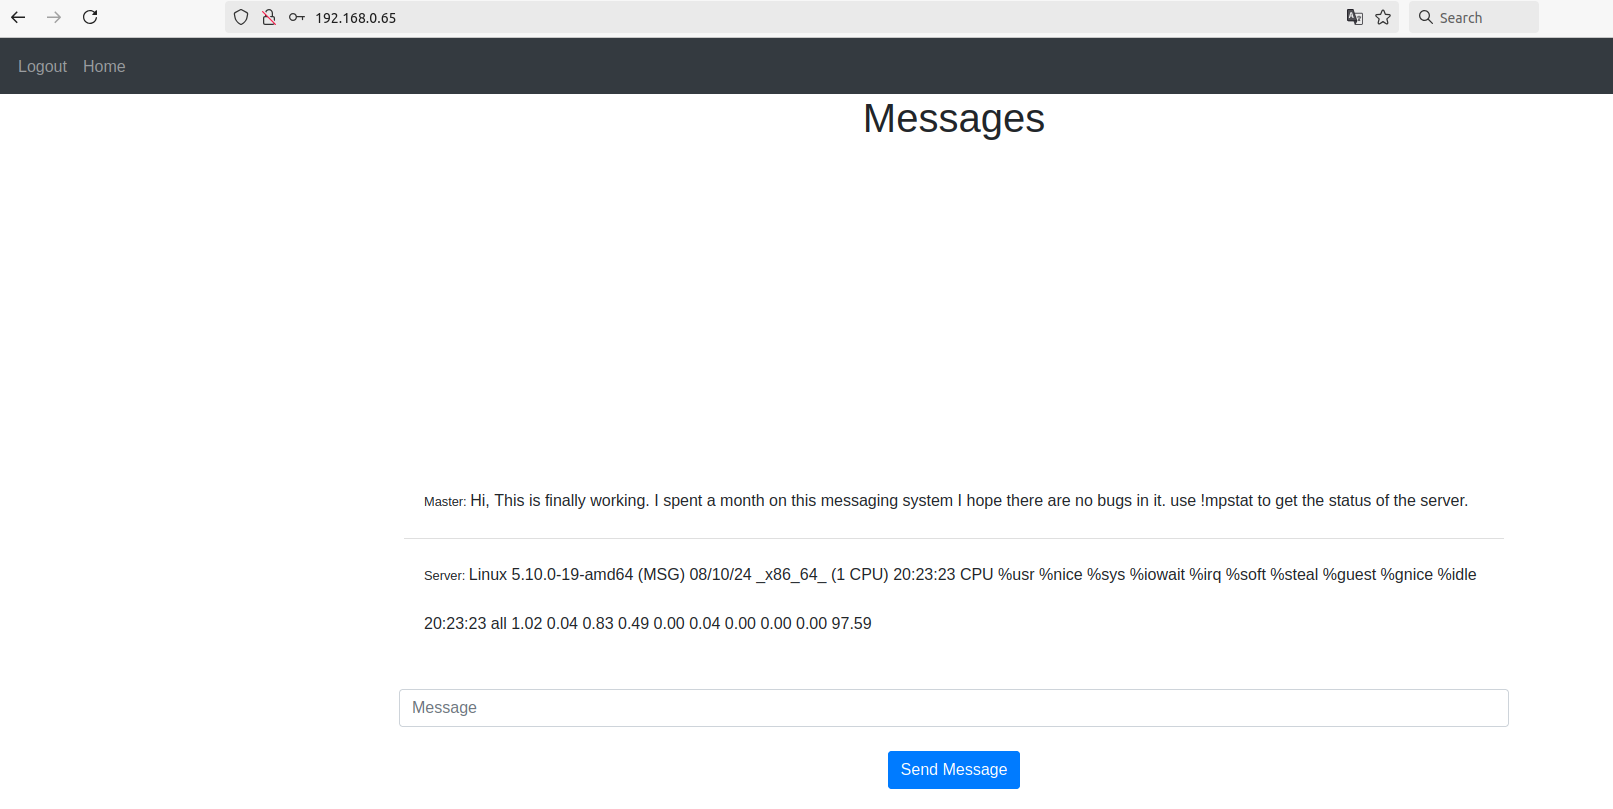 192.168.0.65
Search
Logout Home
Messages
Master: Hi, This is finally working. I spent a month on this messaging system I hope there are no bugs in it. use !mpstat to get the status of the server.
Server: Linux 5.10.0-19-amd64 (MSG) 08/10/24 _x86_64_ (1 CPU) 20:23:23 CPU %usr %nice %sys %iowait %irq %soft %steal %guest %gnice %idle
20:23:23 all 1.02 0.04 0.83 0.49 0.00 0.04 0.00 0.00 0.00 97.59
Message
Send Message